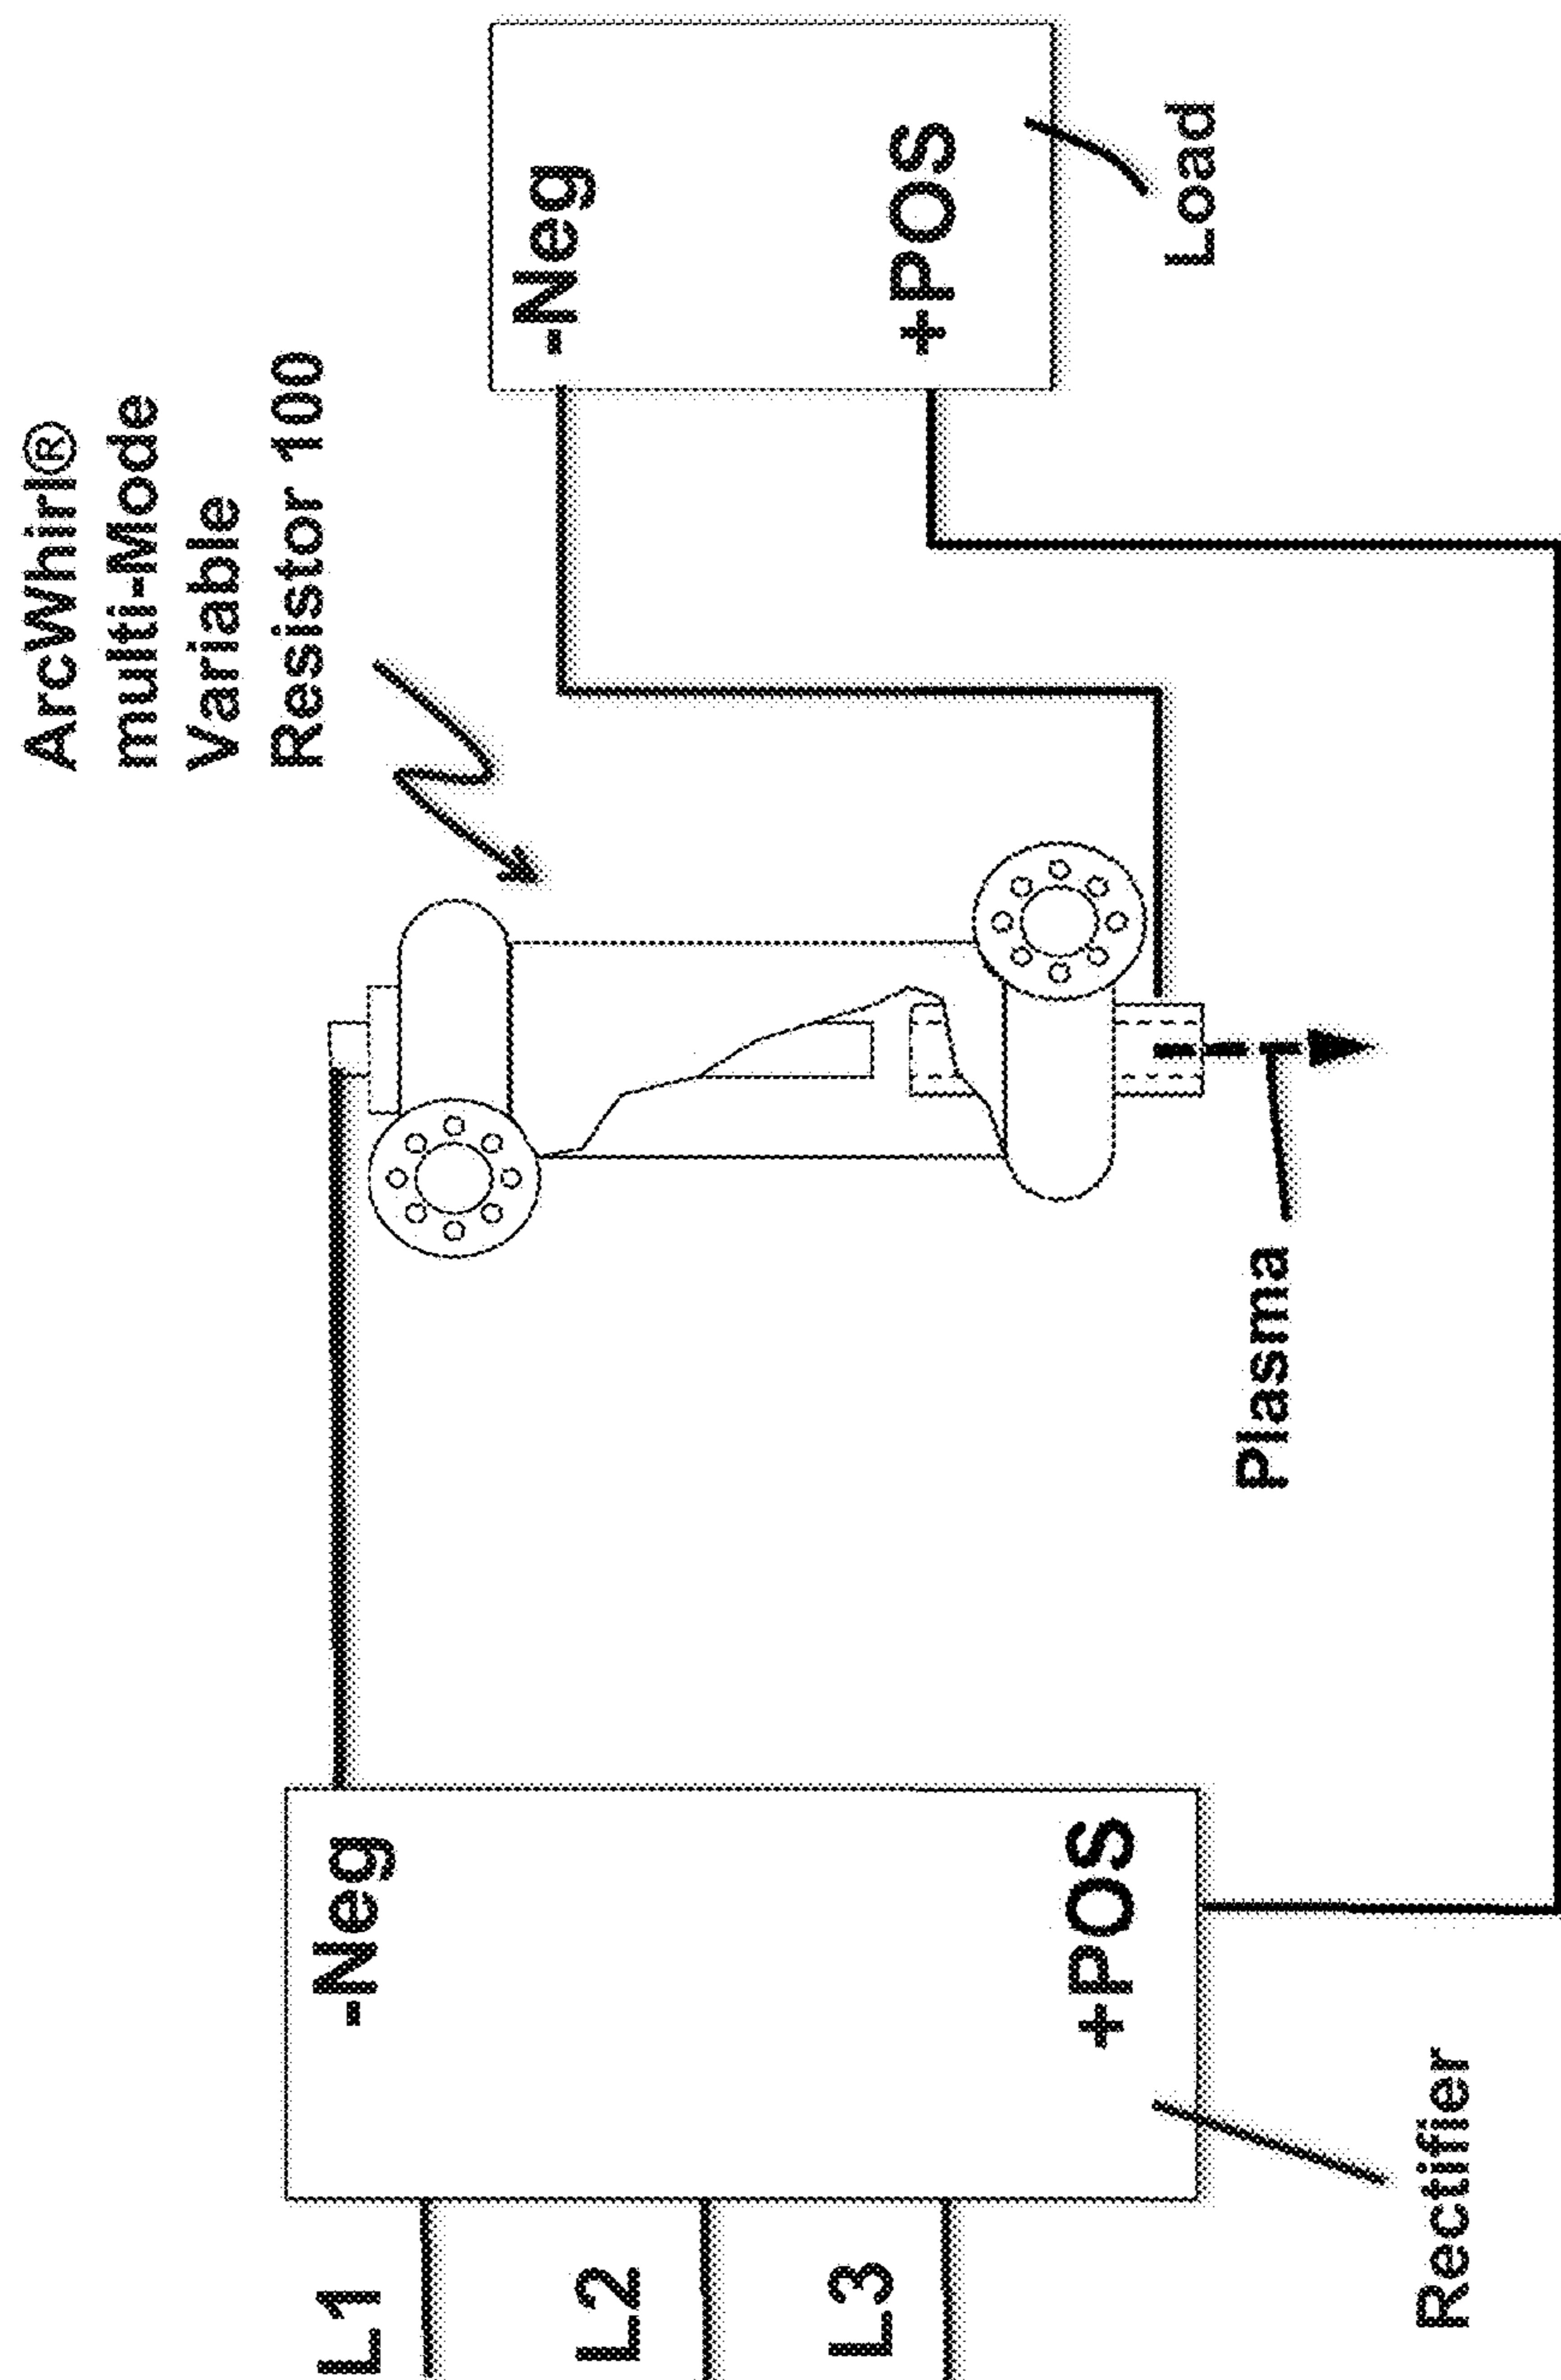 ArcWhirl®
multi-Mode
Variable
Resistor 100
-Neg
+POS
Load
-Neg
+POS
Plasma
L1
L2
L3
Rectifier